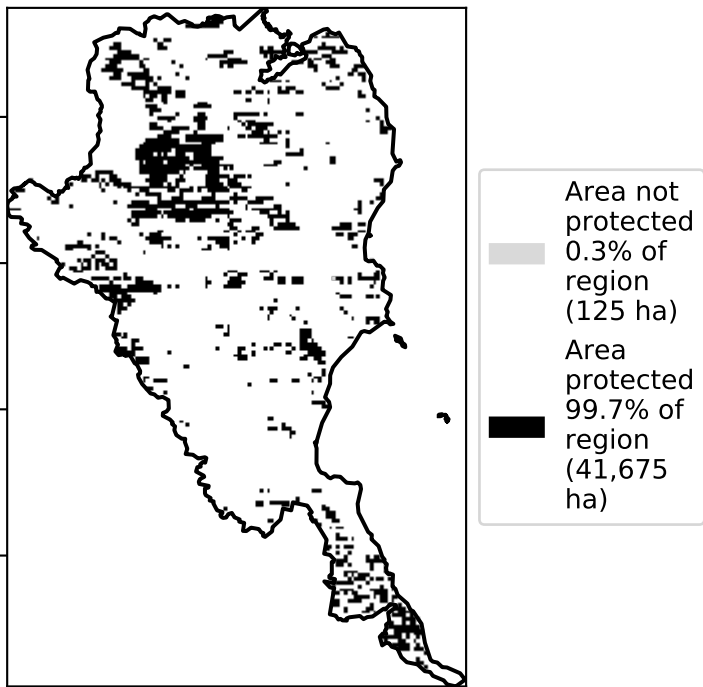 Area not
protected
0.3% of
region
(125 ha)
Area
protected
99.7% of
region
(41,675
ha)